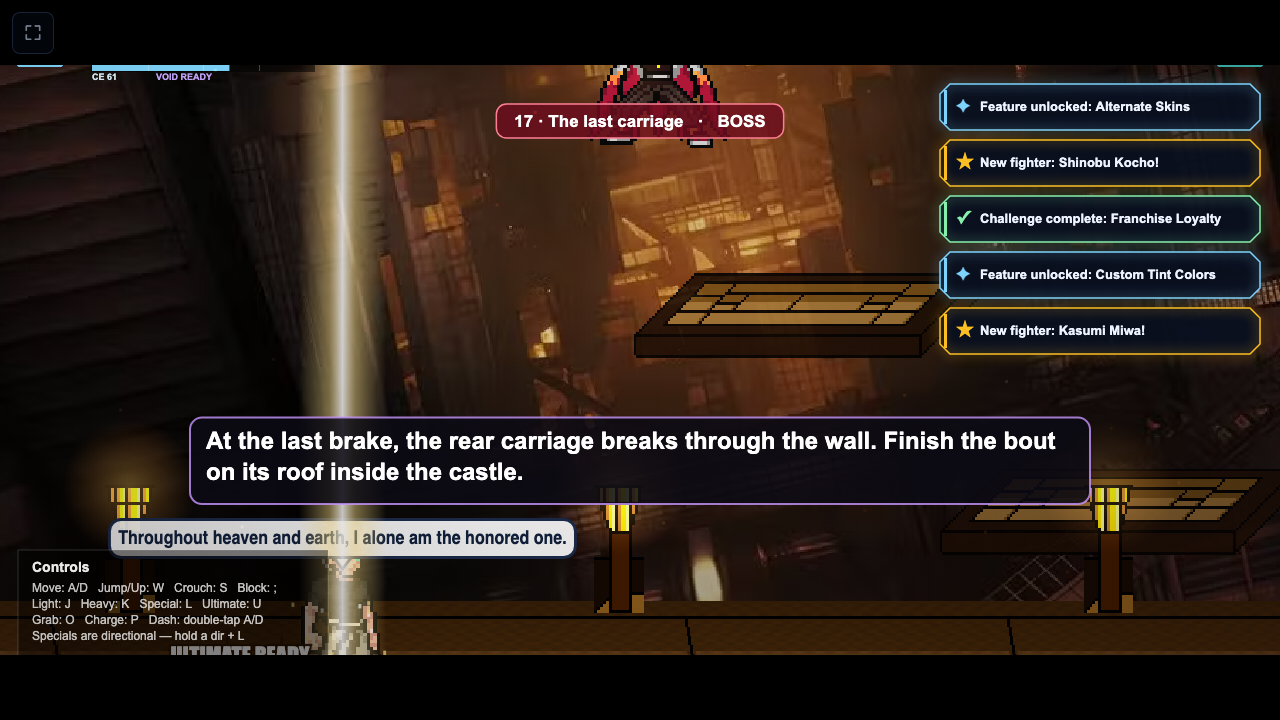 CE 61 VOID READY
17 · The last carriage · BOSS
Feature unlocked: Alternate Skins
New fighter: Shinobu Kocho!
Challenge complete: Franchise Loyalty
Feature unlocked: Custom Tint Colors
New fighter: Kasumi Miwa!
At the last brake, the rear carriage breaks through the wall. Finish the bout
on its roof inside the castle.
Throughout heaven and earth, I alone am the honored one.
Controls
Move: A/D Jump/Up: W Crouch: S Block: ;
Light: J Heavy: K Special: L Ultimate: U
Grab: O Charge: P Dash: double-tap A/D
Specials are directional — hold a dir + L
ULTIMATE READY